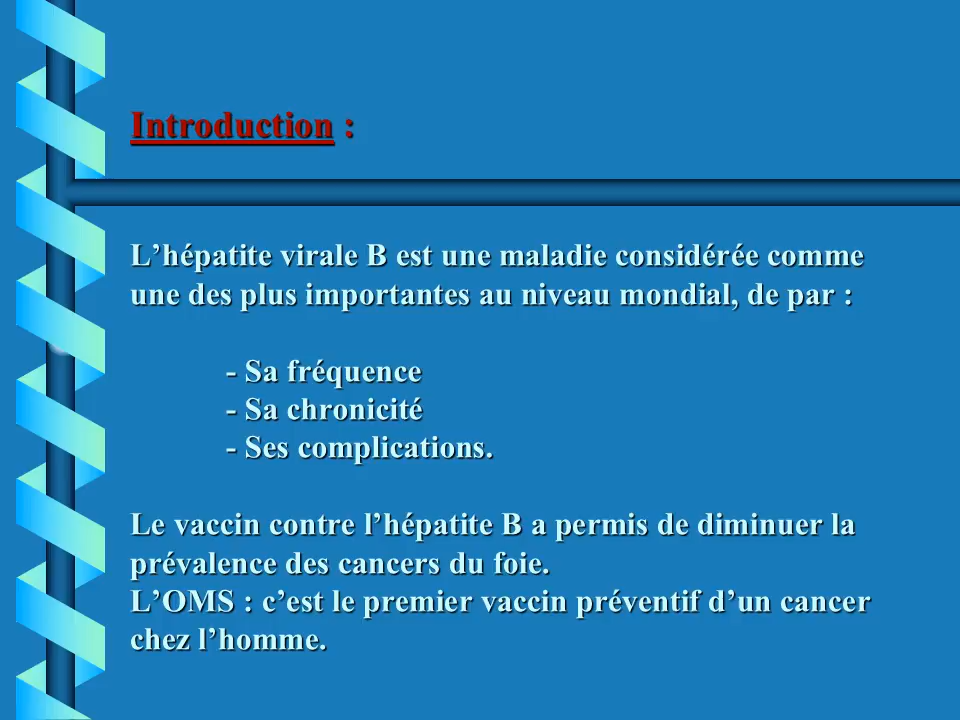 Introduction :
L’hépatite virale B est une maladie considérée comme
une des plus importantes au niveau mondial, de par :
- Sa fréquence
- Sa chronicité
- Ses complications.
Le vaccin contre l’hépatite B a permis de diminuer la
prévalence des cancers du foie.
L’OMS : c’est le premier vaccin préventif d’un cancer
chez l’homme.